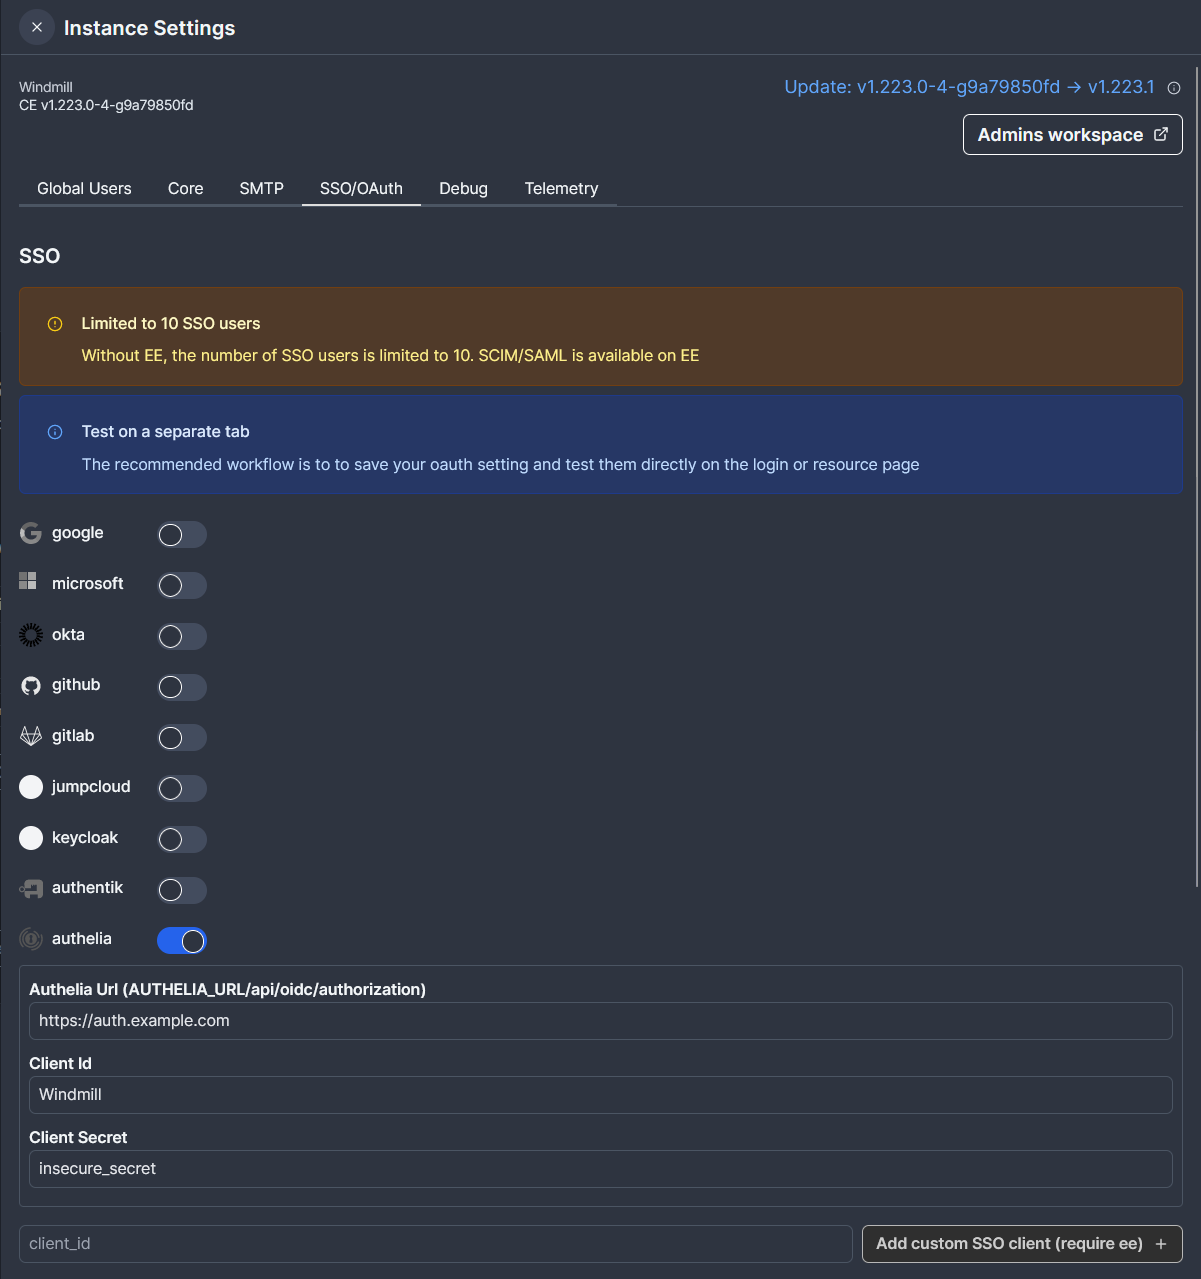 Instance Settings
Windmill
CE v1.223.0-4-g9a79850fd
Update: v1.223.0-4-g9a79850fd → v1.223.1
Admins workspace
Global Users Core SMTP SSO/OAuth Debug Telemetry
SSO
Limited to 10 SSO users
Without EE, the number of SSO users is limited to 10. SCIM/SAML is available on EE
Test on a separate tab
The recommended workflow is to to save your oauth setting and test them directly on the login or resource page
google
microsoft
okta
github
gitlab
jumpcloud
keycloak
authentik
authelia
Authelia Url (AUTHELIA_URL/api/oidc/authorization)
https://auth.example.com
Client Id
Windmill
Client Secret
insecure_secret
client_id
Add custom SSO client (require ee) +